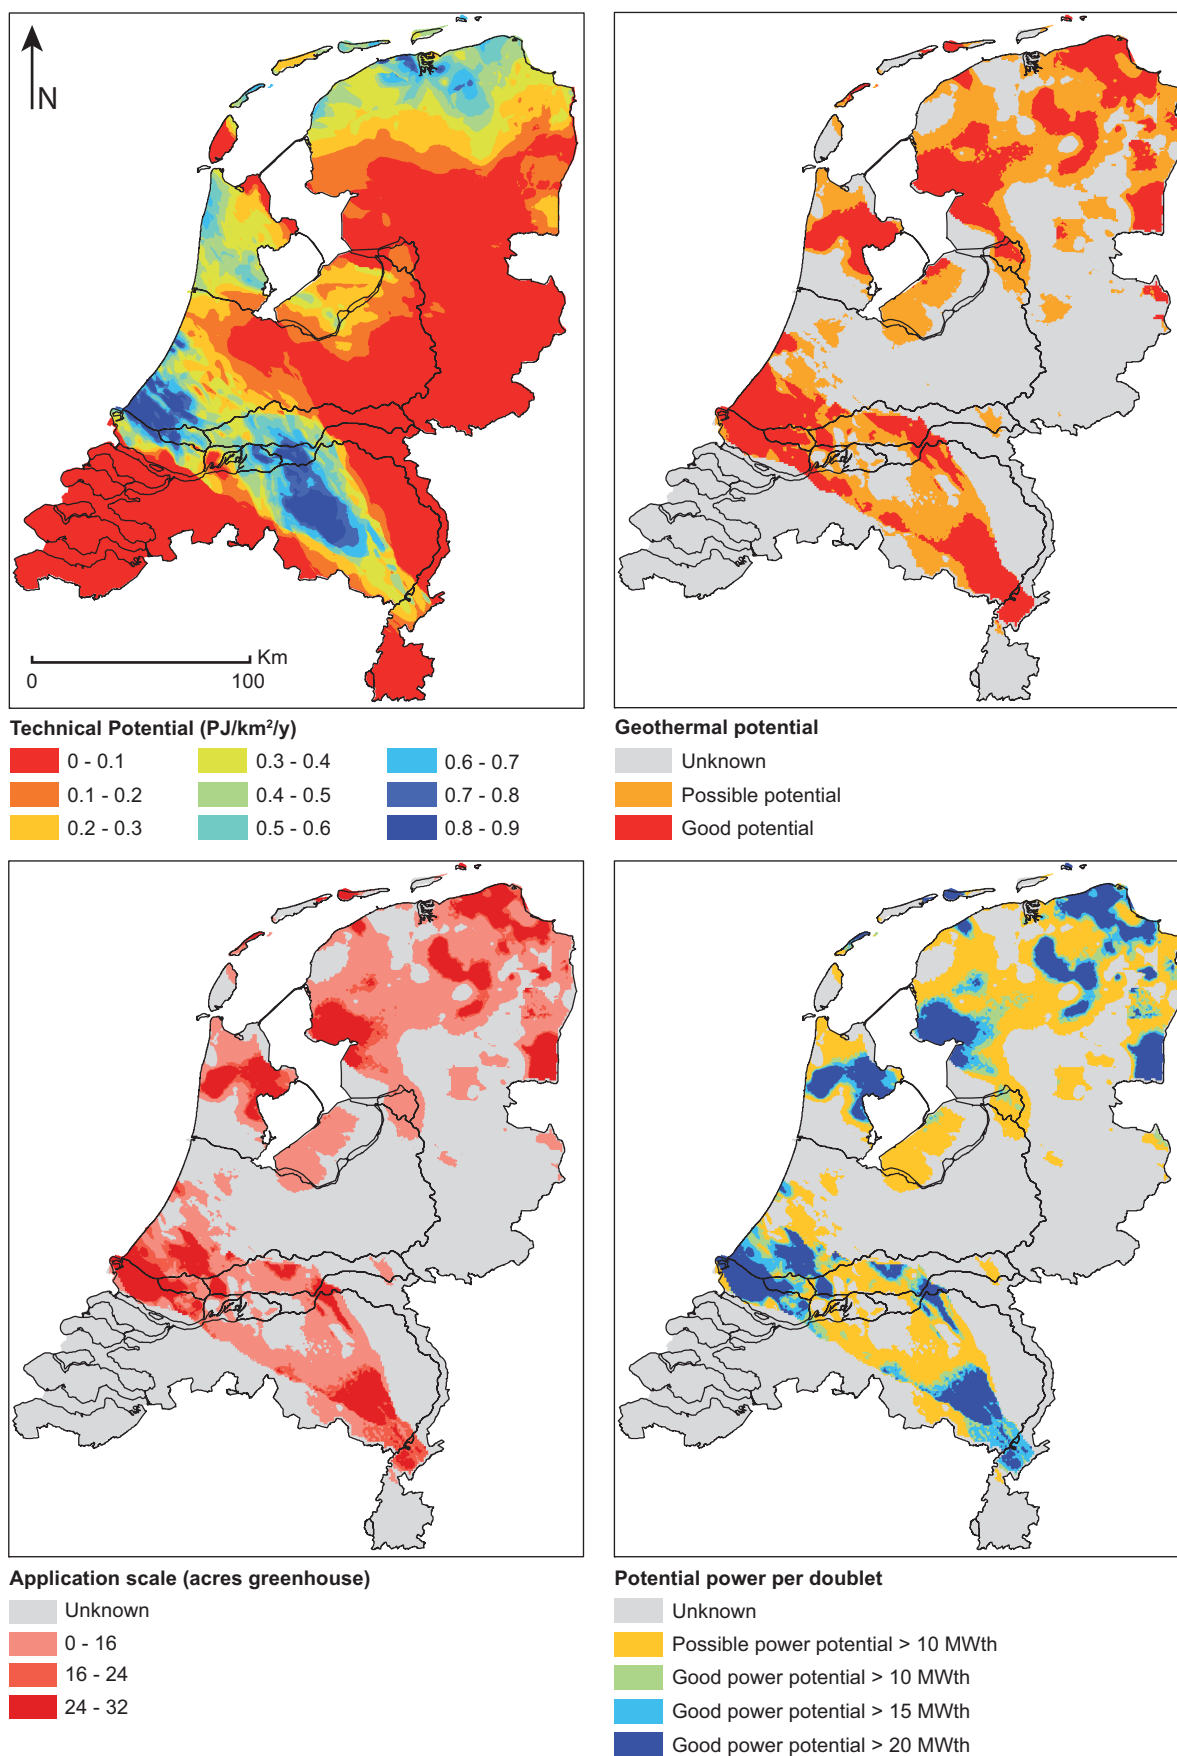 N
Km
0
100
Technical Potential (PJ/km²/y)
0 - 0.1
0.3 - 0.4
0.6 - 0.7
0.1 - 0.2
0.4 - 0.5
0.7 - 0.8
0.2 - 0.3
0.5 - 0.6
0.8 - 0.9
Geothermal potential
Unknown
Possible potential
Good potential
Application scale (acres greenhouse)
Unknown
0 - 16
16 - 24
24 - 32
Potential power per doublet
Unknown
Possible power potential > 10 MWth
Good power potential > 10 MWth
Good power potential > 15 MWth
Good power potential > 20 MWth